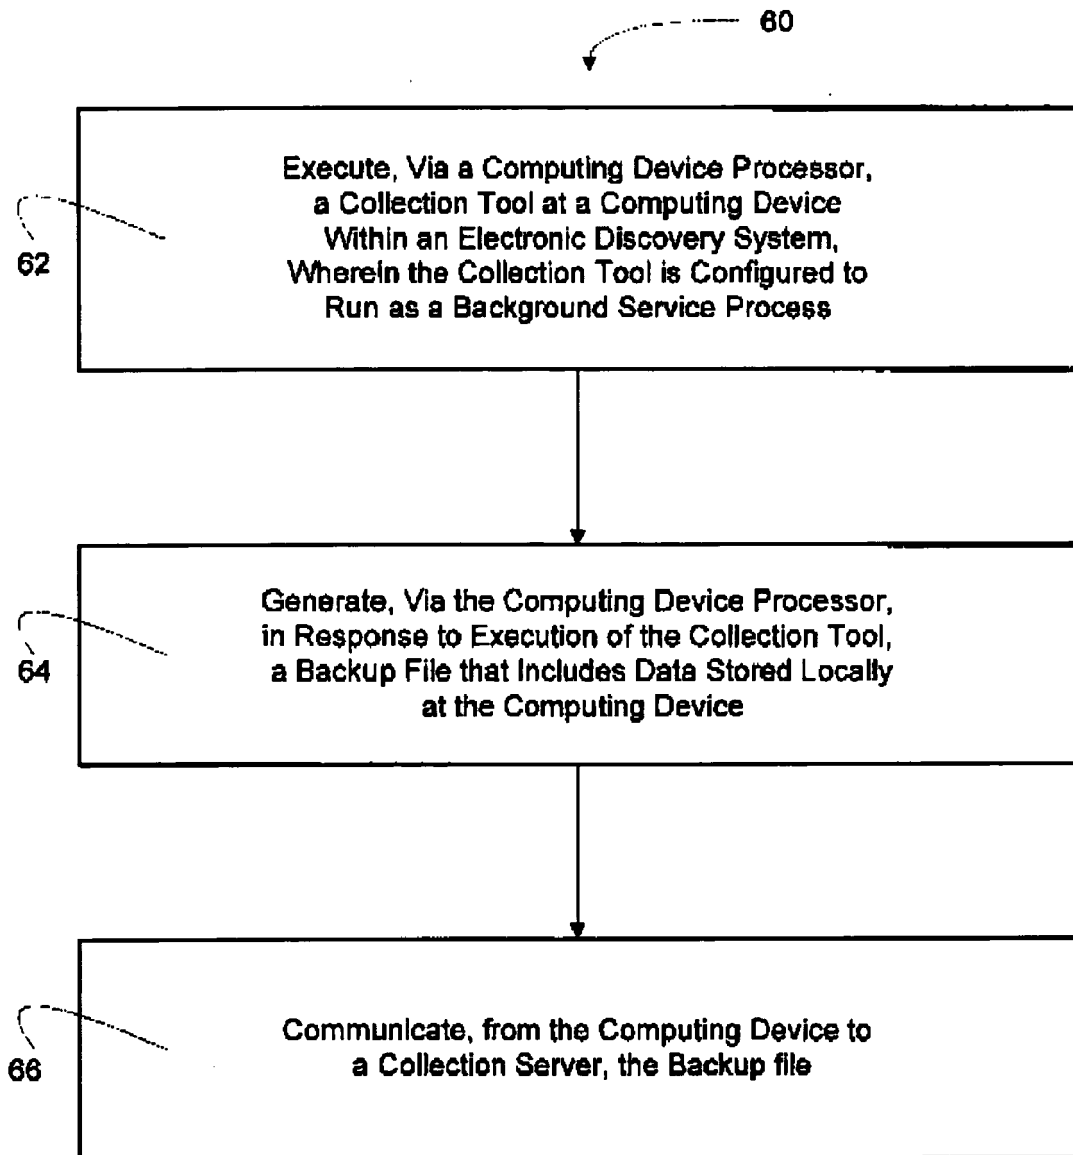 60
Execute, Via a Computing Device Processor,
a Collection Tool at a Computing Device
Within an Electronic Discovery System,
Wherein the Collection Tool is Configured to
Run as a Background Service Process
62
Generate, Via the Computing Device Processor,
in Response to Execution of the Collection Tool,
a Backup File that Includes Data Stored Locally
at the Computing Device
64
Communicate, from the Computing Device to
a Collection Server, the Backup file
66